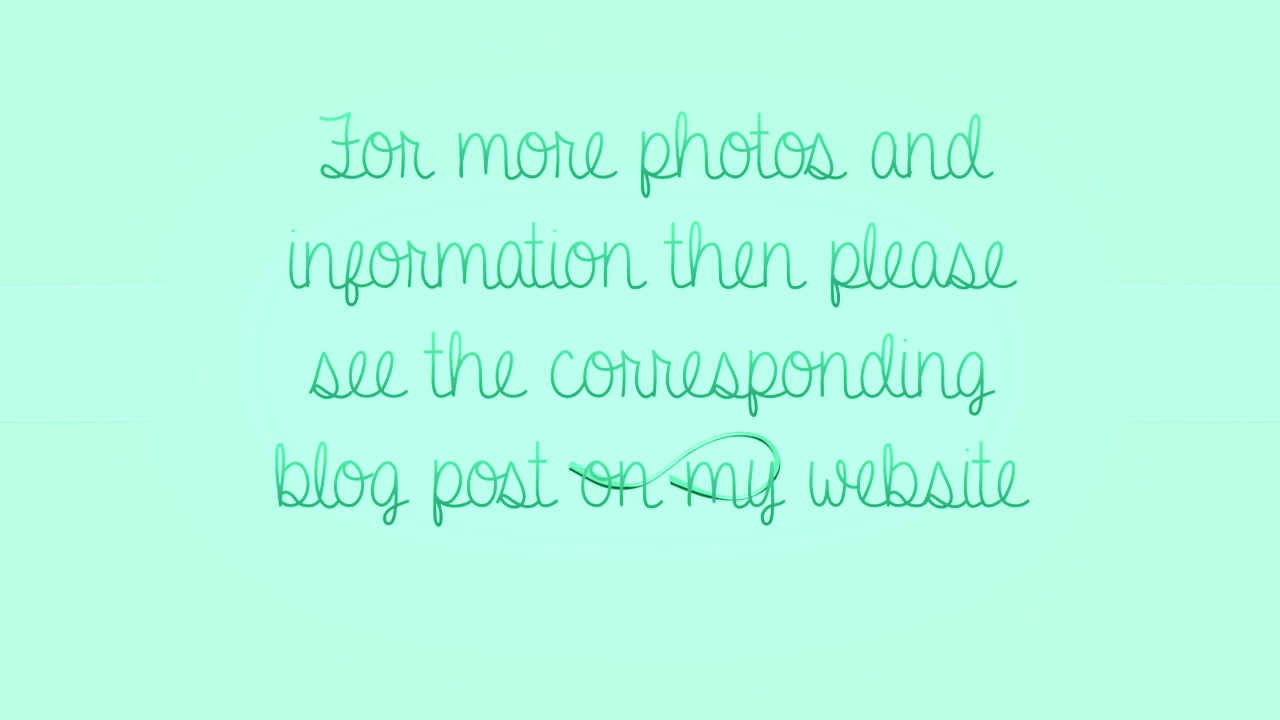 For more photos and
information then please
see the corresponding
blog post on my website